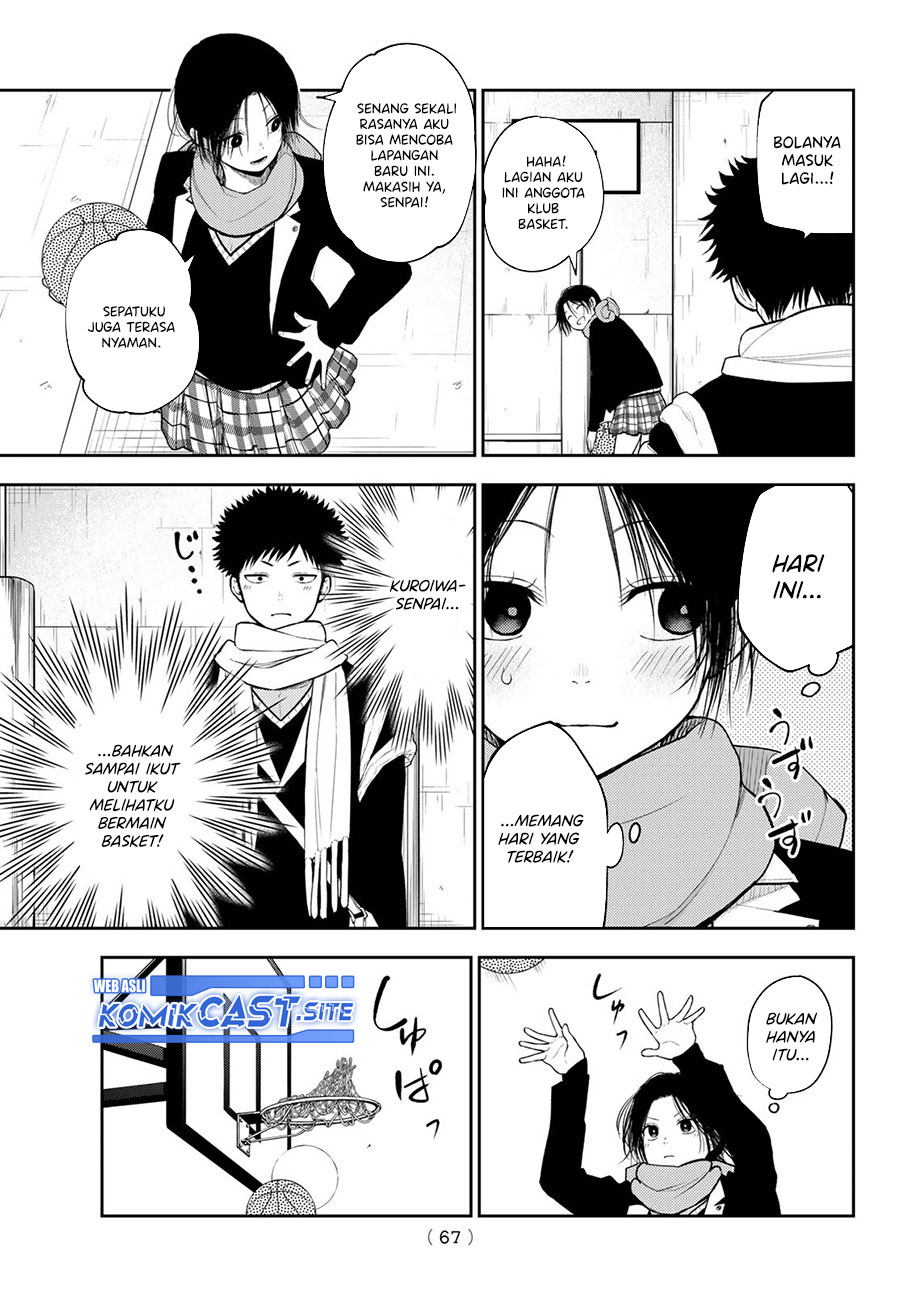 BOLANYA
MASUK
LAGI...!
HAHA!
LAGIAN AKU
INI ANGGOTA
KLUB
BASKET.
SENANG SEKALI
RASANYA AKU
BISA MENCOBA
LAPANGAN
BARU INI.
MAKASIH YA,
SENPAI!
SEPATUKU
JUGA TERASA
NYAMAN.
HARI
INI...
うずうず
...MEMANG
HARI YANG
TERBAIK!
KUROIWA-
SENPAI...
じ...
...BAHKAN
SAMPAI IKUT
UNTUK
MELIHATKU
BERMAIN
BASKET!
BUKAN
HANYA
ITU...
しゅっ
しゅぱっ
WEB ASLI
KOMIKCAST.SITE
(67)